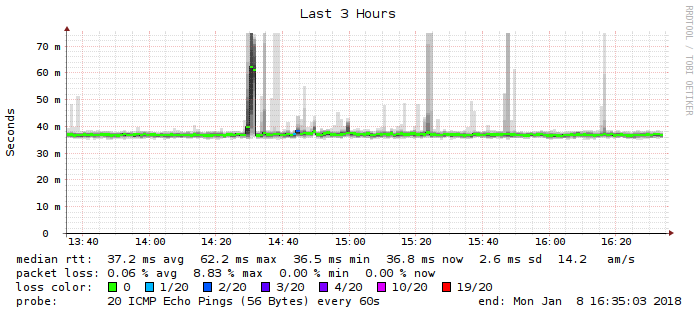 Last 3 Hours
RRDTOOL / TOBI OETIKER
Seconds
70 m
60 m
50 m
40 m
30 m
20 m
10 m
0
13:40 14:00 14:20 14:40 15:00 15:20 15:40 16:00 16:20
median rtt: 37.2 ms avg 62.2 ms max 36.5 ms min 36.8 ms now 2.6 ms sd 14.2 am/s
packet loss: 0.06 % avg 8.83 % max 0.00 % min 0.00 % now
loss color: 0 1/20 2/20 3/20 4/20 10/20 19/20
probe: 20 ICMP Echo Pings (56 Bytes) every 60s end: Mon Jan 8 16:35:03 2018